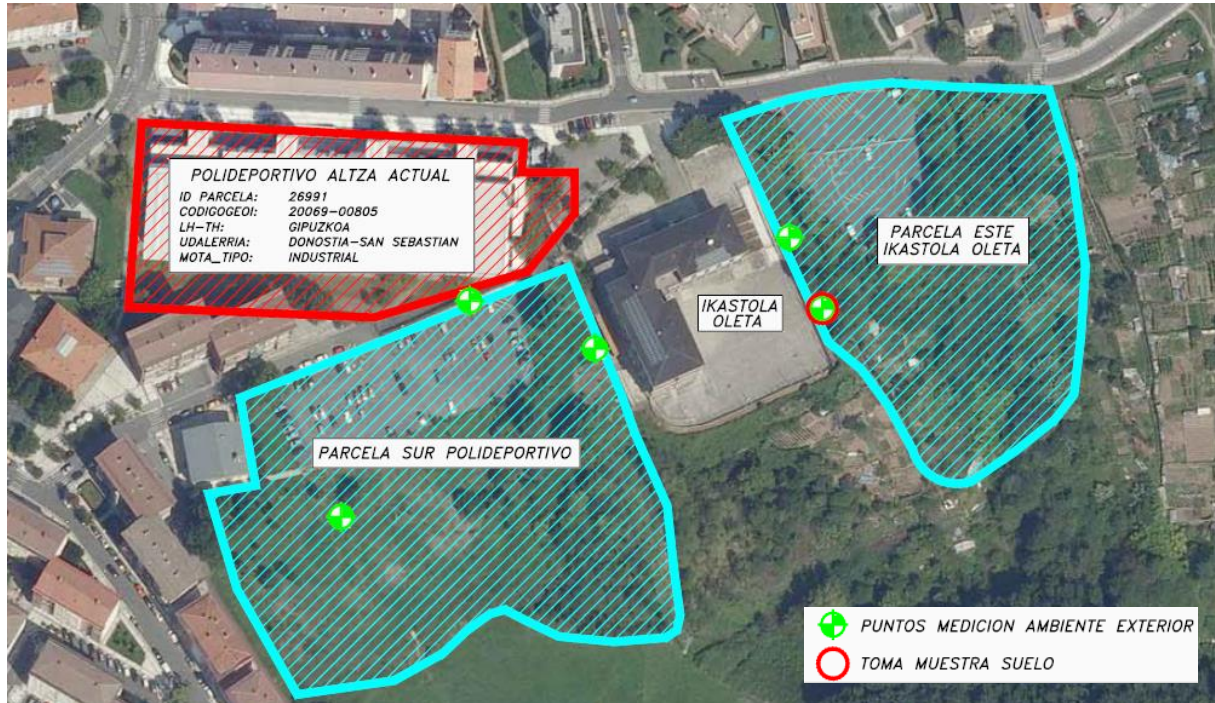 POLIDEPORTIVO ALTZA ACTUAL
ID PARCELA: 26991
CODIGOGEOI: 20069-00805
LH-TH: GIPUZKOA
UDALERRIA: DONOSTIA-SAN SEBASTIAN
MOTA_TIPO: INDUSTRIAL
PARCELA ESTE
IKASTOLA OLETA
IKASTOLA
OLETA
PARCELA SUR POLIDEPORTIVO
PUNTOS MEDICION AMBIENTE EXTERIOR
TOMA MUESTRA SUELO